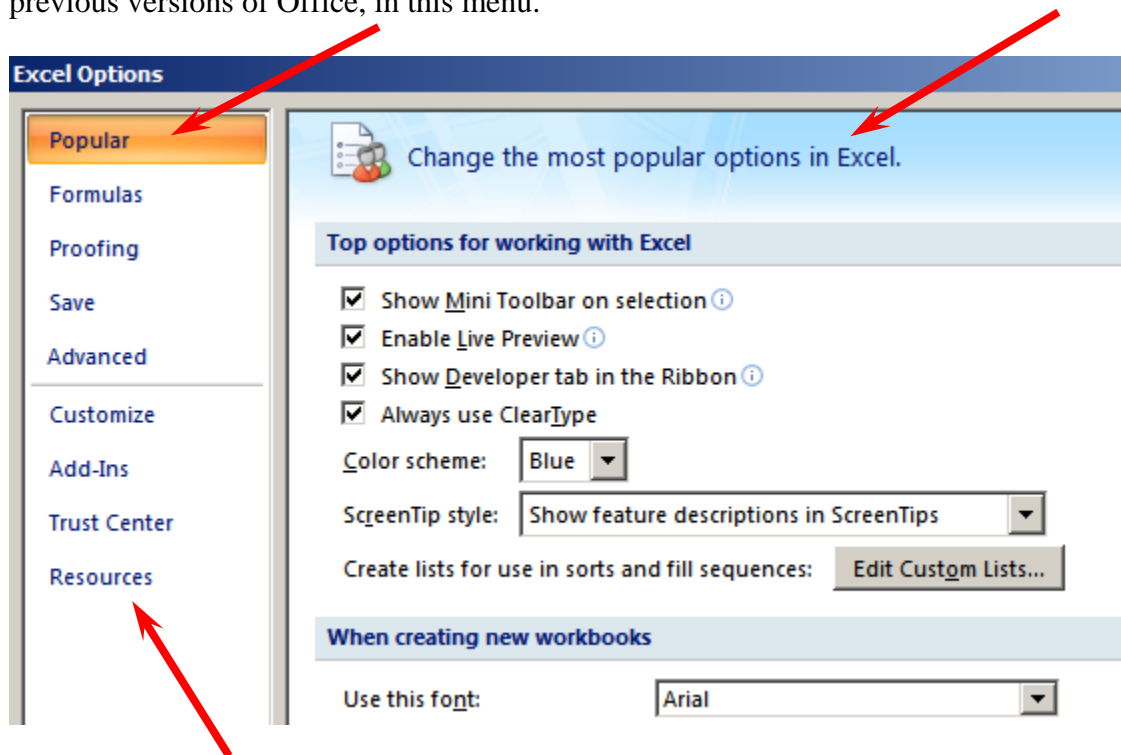 previous versions of Office, in this menu.
Excel Options
Popular
Formulas
Proofing
Save
Advanced
Customize
Add-Ins
Trust Center
Resources
Change the most popular options in Excel.
Top options for working with Excel
Show Mini Toolbar on selection
Enable Live Preview
Show Developer tab in the Ribbon
Always use ClearType
Color scheme: Blue
ScreenTip style: Show feature descriptions in ScreenTips
Create lists for use in sorts and fill sequences: Edit Custom Lists...
When creating new workbooks
Use this font: Arial